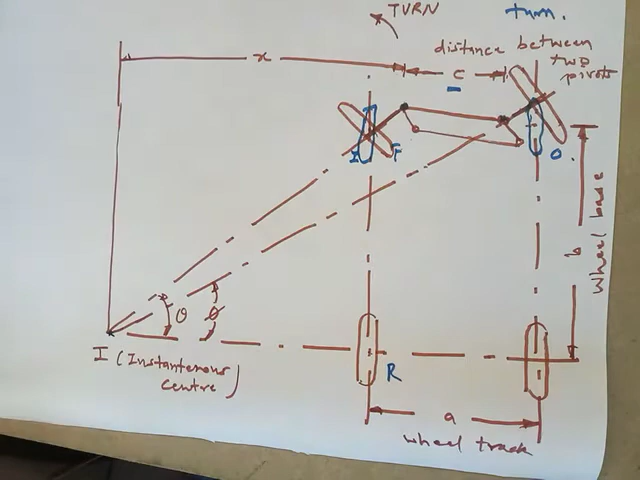 TURN
turn.
distance between
two
pivots
x
c
I
F
O.
b
wheel base
θ
φ
I (Instantenous
centre)
R
a
wheel track